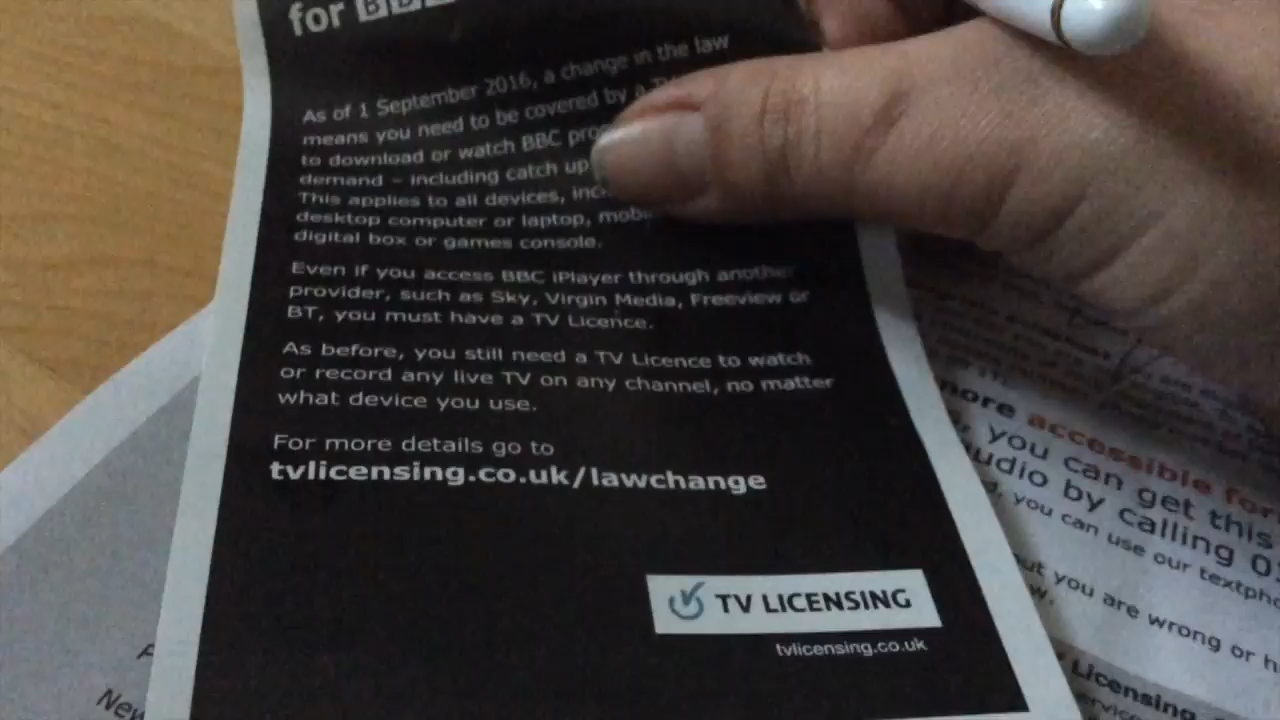 for BBC
As of 1 September 2016, a change in the law
means you need to be covered by a
to download or watch BBC
demand – including catch up
This applies to all devices,
desktop computer or laptop,
digital box or games console.
Even if you access BBC iPlayer through another
provider, such as Sky, Virgin Media, Freeview or
BT, you must have a TV Licence.
As before, you still need a TV Licence to watch
or record any live TV on any channel, no matter
what device you use.
For more details go to
tvlicensing.co.uk/lawchange
TV LICENSING
tvlicensing.co.uk
more accessible
you can get this
by calling
you can use our
you are wrong or
Licensing